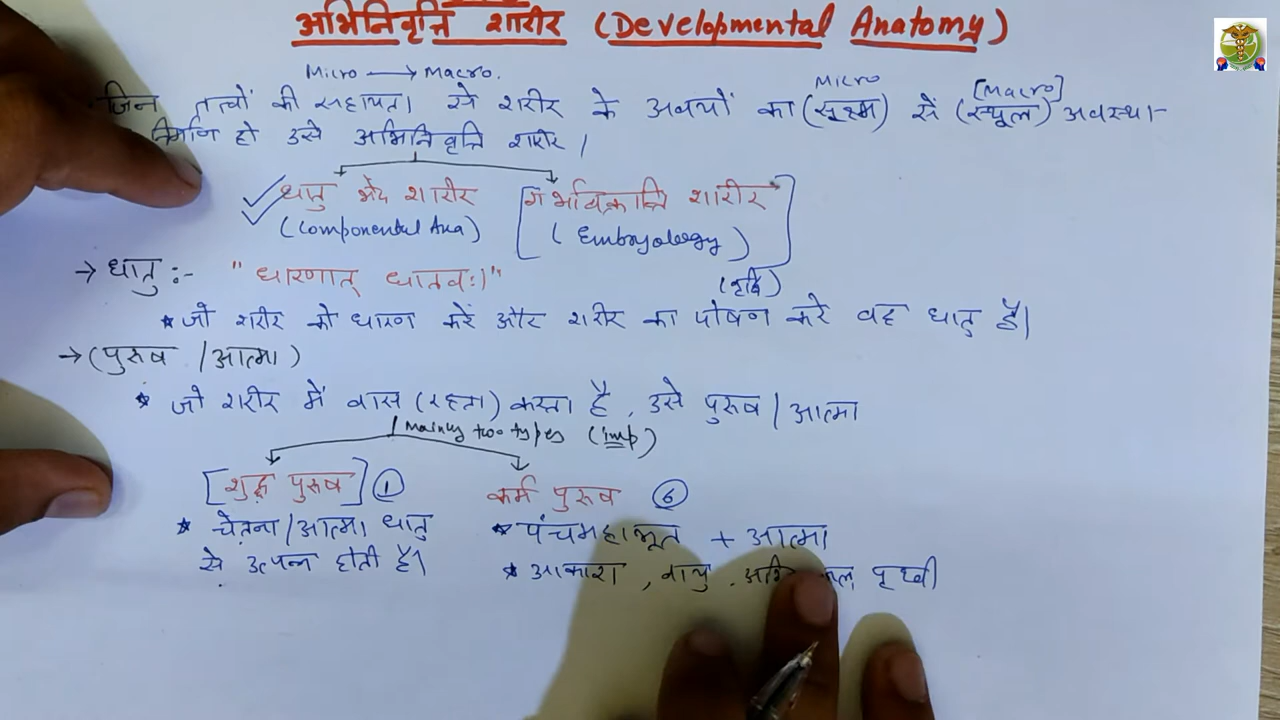 अभिनिवृत्ति शारीर (Developmental Anatomy)
Micro → Macro.
जिन तत्वों की सहायता से शरीर के अवयवों का (सूक्ष्म) से (स्थूल) अवस्था-
Micro [Macro]
निर्माण हो उसे अभिनिवृत्ति शारीर।
धातु भेद शारीर [गर्भावक्रान्ति शारीर]
(Componental Ana) (Embryology)
→ धातु :- "धारणात् धातवः।"
(वृद्धि)
* जो शरीर को धारण करें और शरीर का पोषण करे वह धातु है।
→ (पुरुष / आत्मा)
* जो शरीर में वास (रहता) करता है, उसे पुरुष / आत्मा
mainly two types (imp)
[शुद्ध पुरुष] ① कर्म पुरुष ⑥
* चेतना/आत्मा धातु * पंचमहाभूत + आत्मा
से उत्पन्न होती है। * आकाश, वायु, पृथ्वी